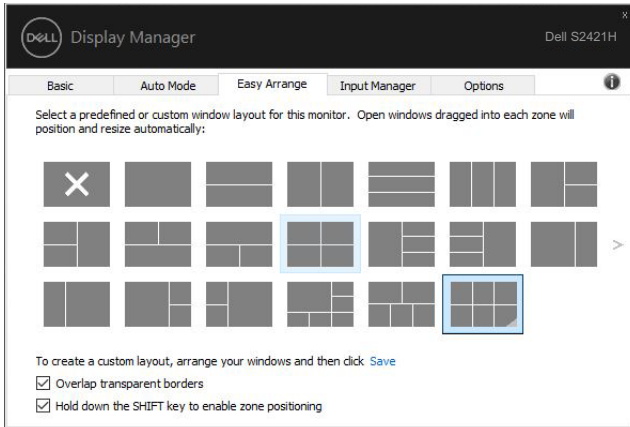 x
DELL Display Manager
Dell S2421H
Basic Auto Mode Easy Arrange Input Manager Options i
Select a predefined or custom window layout for this monitor. Open windows dragged into each zone will
position and resize automatically:
>
To create a custom layout, arrange your windows and then click Save
Overlap transparent borders
Hold down the SHIFT key to enable zone positioning